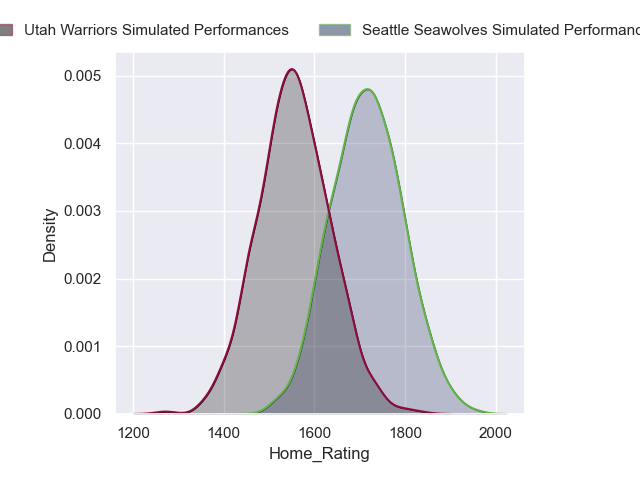 Utah Warriors Simulated Performances
Seattle Seawolves Simulated
0.005
0.004
0.003
0.002
0.001
0.000
Density
1200 1400 1600 1800 2000
Home_Rating